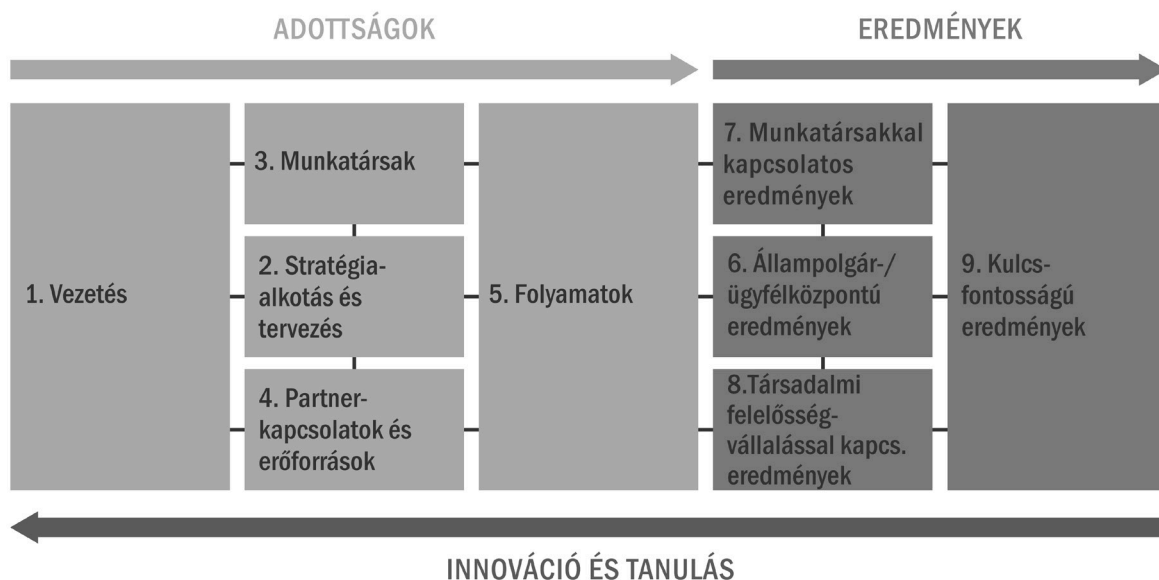 ADOTTSÁGOK
EREDMÉNYEK
1. Vezetés
3. Munkatársak
2. Stratégia-
alkotás és
tervezés
4. Partner-
kapcsolatok és
erőforrások
5. Folyamatok
7. Munkatársakkal
kapcsolatos
eredmények
6. Állampolgár-/
ügyfélközpontú
eredmények
8.Társadalmi
felelősség-
vállalással kapcs.
eredmények
9. Kulcs-
fontosságú
eredmények
INNOVÁCIÓ ÉS TANULÁS